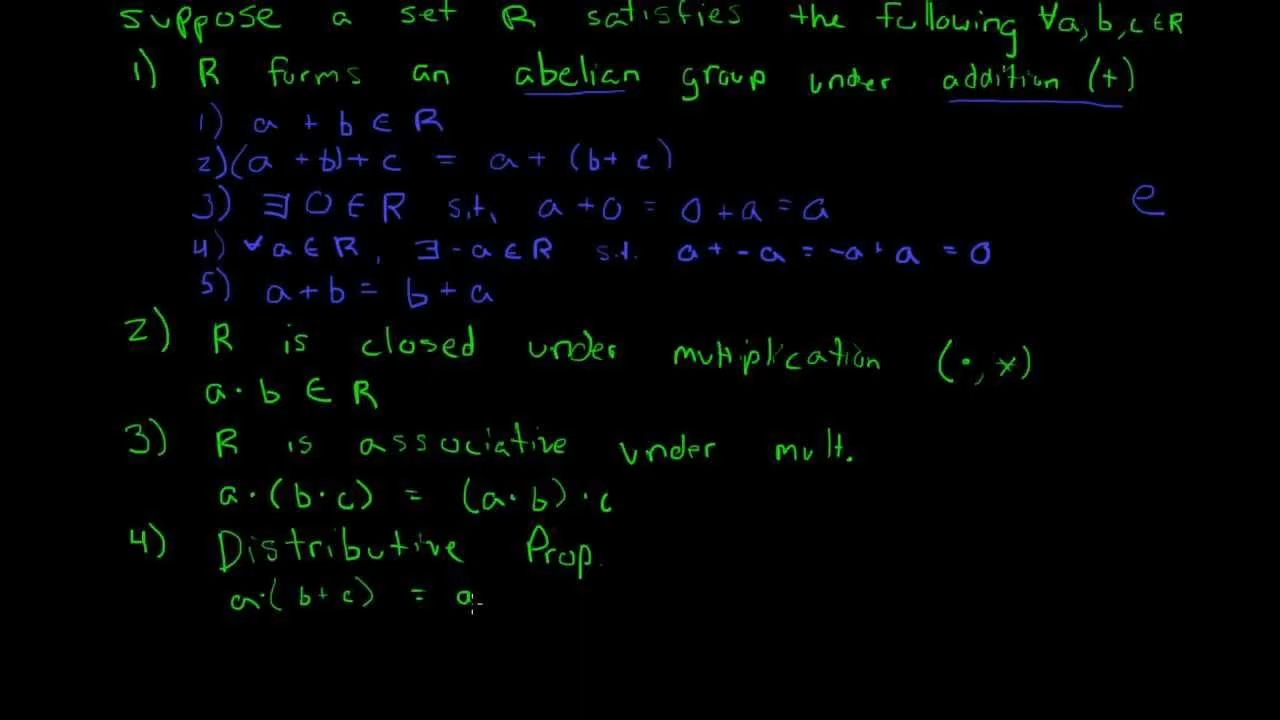 suppose a set R satisfies the following ∀a, b, c ∈ R
1) R forms an abelian group under addition (+)
1) a + b ∈ R
2) (a + b) + c = a + (b + c)
3) ∃ 0 ∈ R s.t. a + 0 = 0 + a = a
e
4) ∀ a ∈ R, ∃ -a ∈ R s.t. a + -a = -a + a = 0
5) a + b = b + a
2) R is closed under multiplication (·, ×)
a · b ∈ R
3) R is associative under mult.
a · (b · c) = (a · b) · c
4) Distributive Prop.
a · (b + c) = a